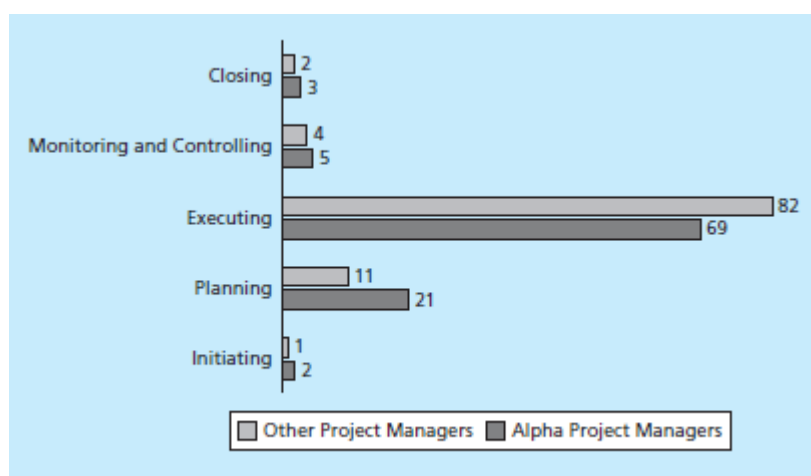 Closing
2
3
Monitoring and Controlling
4
5
Executing
82
69
Planning
11
21
Initiating
1
2
Other Project Managers
Alpha Project Managers